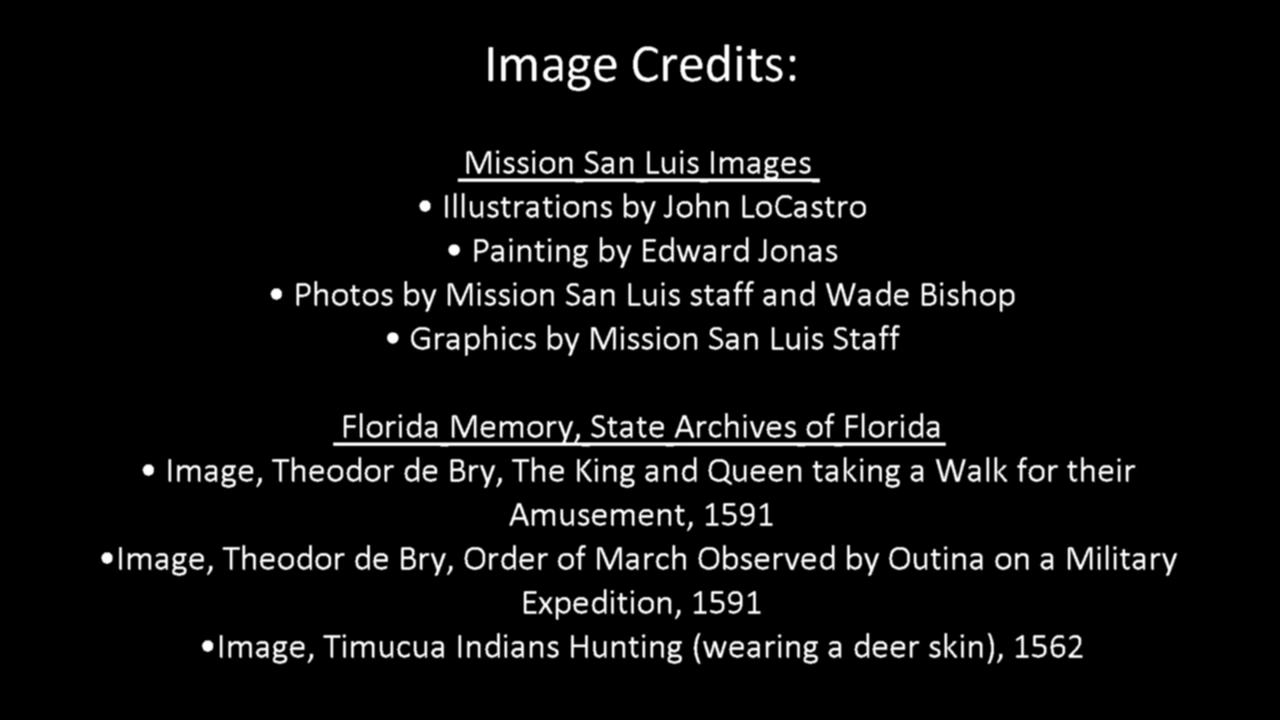 Image Credits:
Mission San Luis Images
• Illustrations by John LoCastro
• Painting by Edward Jonas
• Photos by Mission San Luis staff and Wade Bishop
• Graphics by Mission San Luis Staff
Florida Memory, State Archives of Florida
• Image, Theodor de Bry, The King and Queen taking a Walk for their
Amusement, 1591
•Image, Theodor de Bry, Order of March Observed by Outina on a Military
Expedition, 1591
•Image, Timucua Indians Hunting (wearing a deer skin), 1562